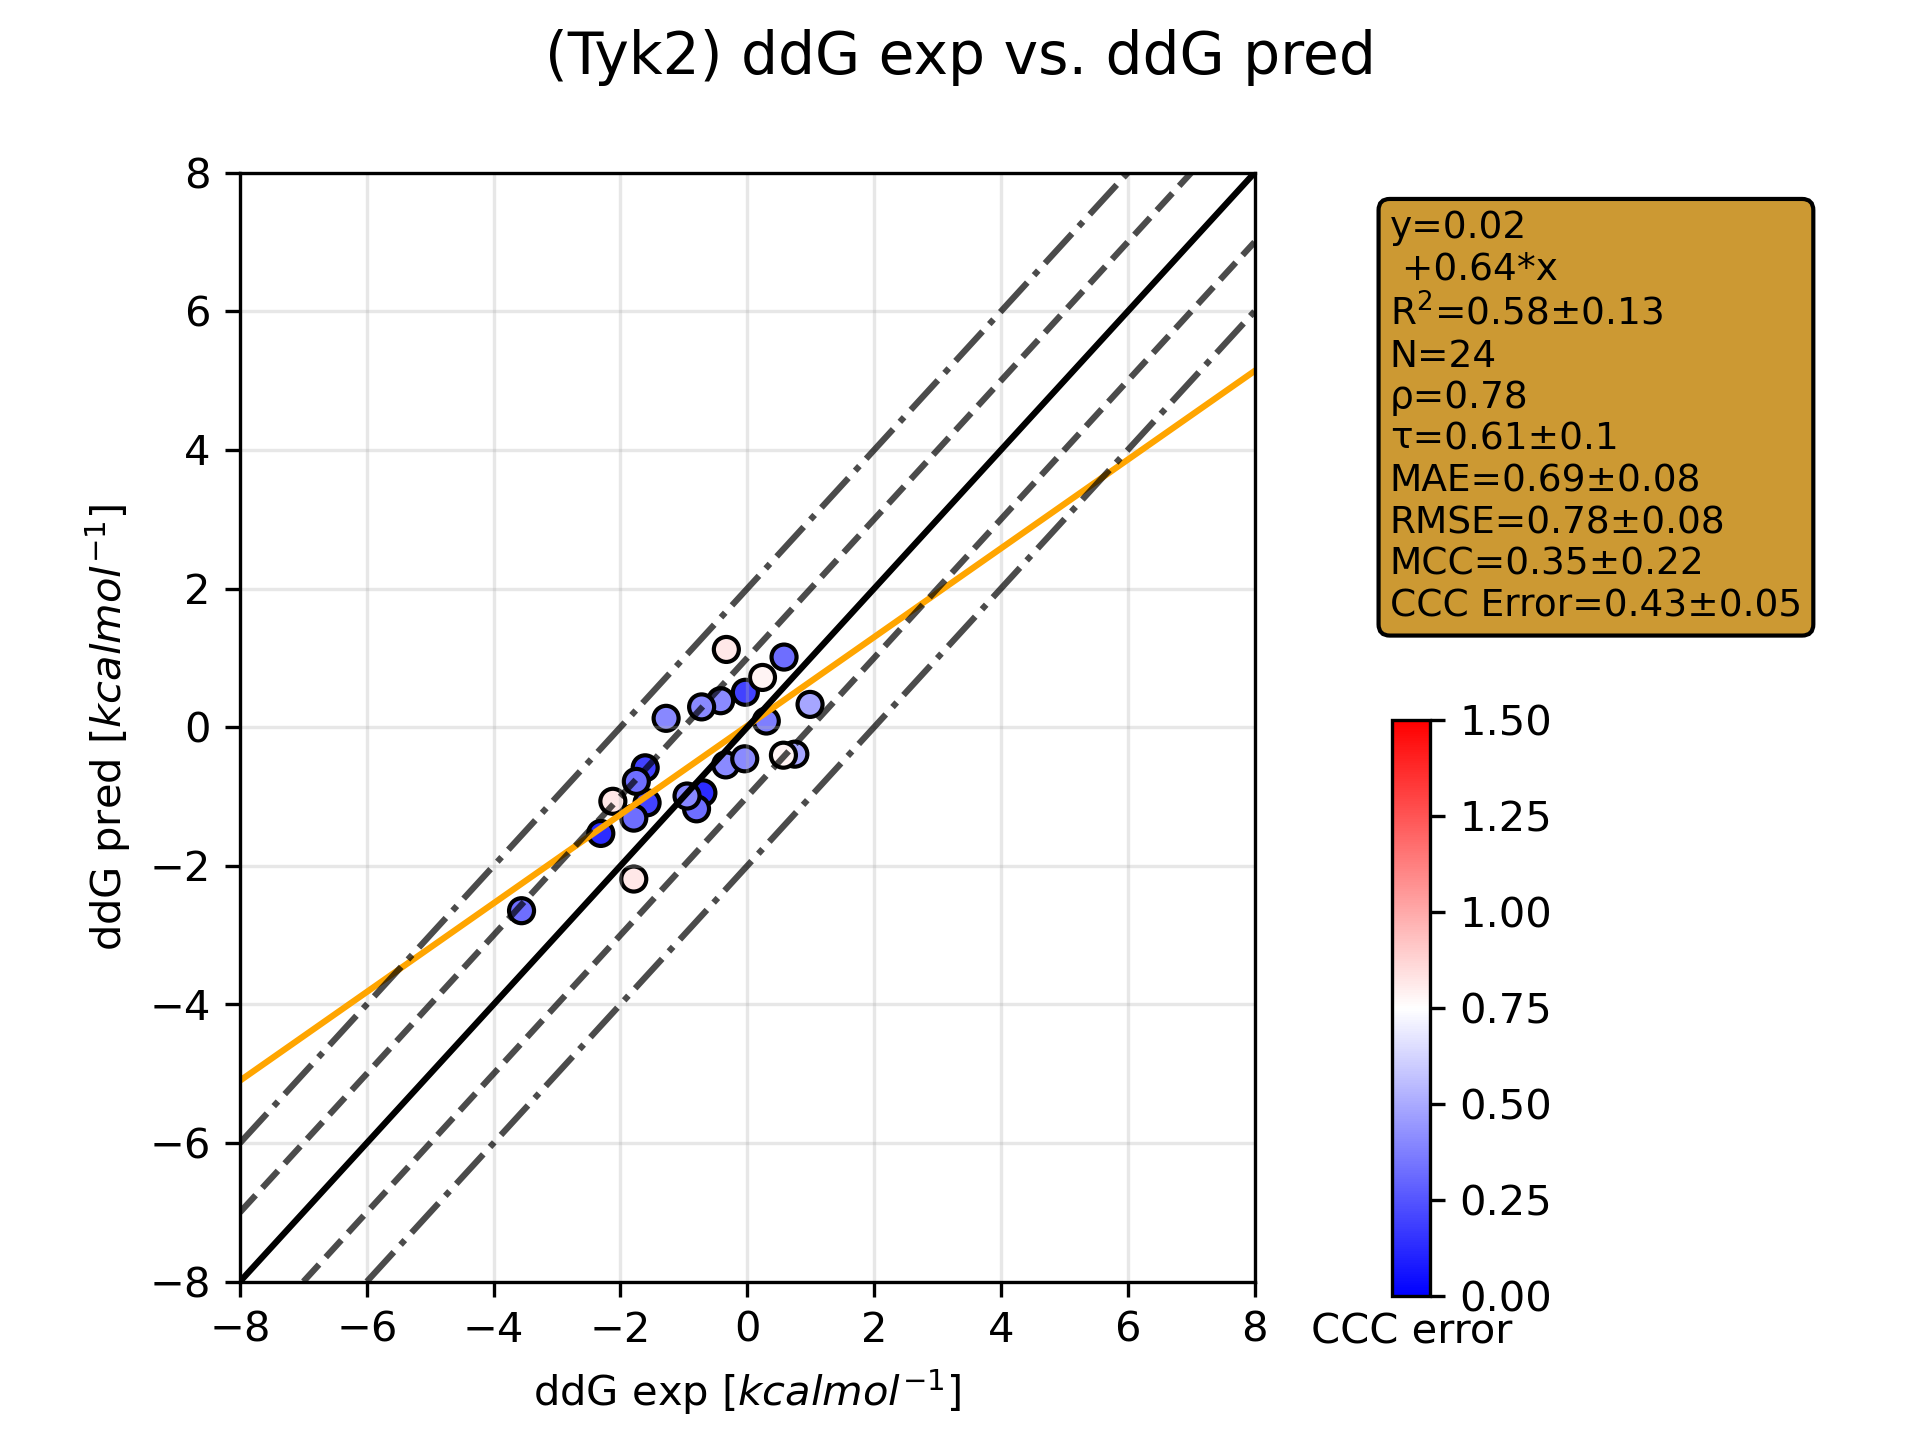 (Tyk2) ddG exp vs. ddG pred
8
6
4
2
0
−2
−4
−6
−8
ddG pred [kcalmol⁻¹]
−8 −6 −4 −2 0 2 4 6 8
ddG exp [kcalmol⁻¹]
y=0.02
+0.64*x
R²=0.58±0.13
N=24
ρ=0.78
τ=0.61±0.1
MAE=0.69±0.08
RMSE=0.78±0.08
MCC=0.35±0.22
CCC Error=0.43±0.05
1.50
1.25
1.00
0.75
0.50
0.25
0.00
CCC error